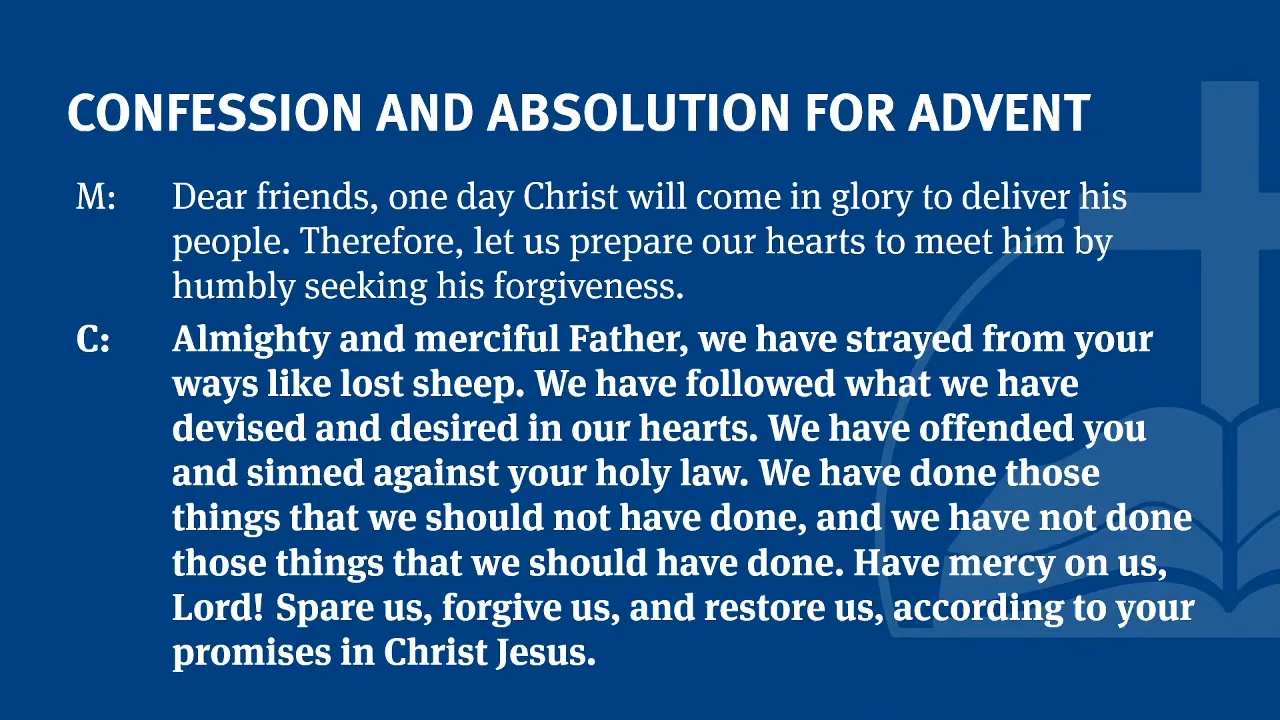 CONFESSION AND ABSOLUTION FOR ADVENT
M: Dear friends, one day Christ will come in glory to deliver his
people. Therefore, let us prepare our hearts to meet him by
humbly seeking his forgiveness.
C: Almighty and merciful Father, we have strayed from your
ways like lost sheep. We have followed what we have
devised and desired in our hearts. We have offended you
and sinned against your holy law. We have done those
things that we should not have done, and we have not done
those things that we should have done. Have mercy on us,
Lord! Spare us, forgive us, and restore us, according to your
promises in Christ Jesus.